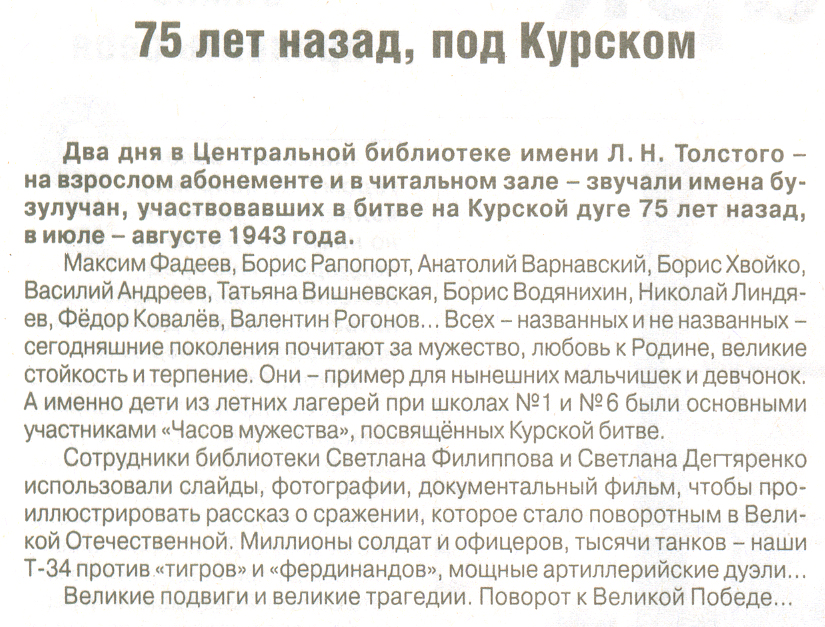 75 лет назад, под Курском
Два дня в Центральной библиотеке имени Л. Н. Толстого –
на взрослом абонементе и в читальном зале – звучали имена бу-
зулучан, участвовавших в битве на Курской дуге 75 лет назад,
в июле – августе 1943 года.
Максим Фадеев, Борис Рапопорт, Анатолий Варнавский, Борис Хвойко,
Василий Андреев, Татьяна Вишневская, Борис Водянихин, Николай Линдя-
ев, Фёдор Ковалёв, Валентин Рогонов... Всех – названных и не названных –
сегодняшние поколения почитают за мужество, любовь к Родине, великие
стойкость и терпение. Они – пример для нынешних мальчишек и девчонок.
А именно дети из летних лагерей при школах №1 и №6 были основными
участниками «Часов мужества», посвящённых Курской битве.
Сотрудники библиотеки Светлана Филиппова и Светлана Дегтяренко
использовали слайды, фотографии, документальный фильм, чтобы про-
иллюстрировать рассказ о сражении, которое стало поворотным в Вели-
кой Отечественной. Миллионы солдат и офицеров, тысячи танков – наши
Т-34 против «тигров» и «фердинандов», мощные артиллерийские дуэли...
Великие подвиги и великие трагедии. Поворот к Великой Победе...